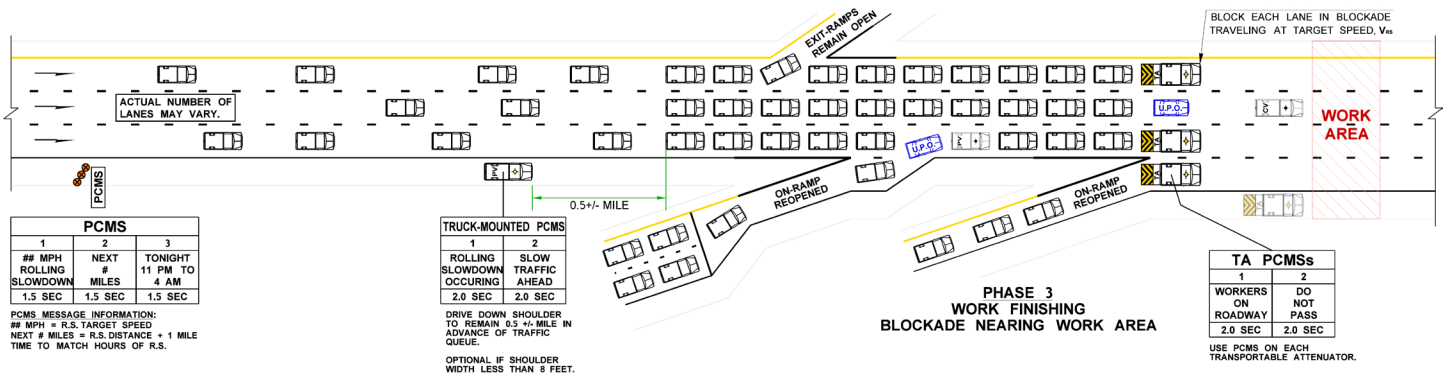 EXIT-RAMPS
REMAIN OPEN
BLOCK EACH LANE IN BLOCKADE
TRAVELING AT TARGET SPEED, VRS
ACTUAL NUMBER OF
LANES MAY VARY.
TA
U.P.O.
CV
WORK
AREA
TA
U.P.O.
PV
TA
PV
PCMS
ON-RAMP
REOPENED
ON-RAMP
REOPENED
TA
0.5+/- MILE
PCMS
1 2 3
## MPH NEXT TONIGHT
ROLLING # 11 PM TO
SLOWDOWN MILES 4 AM
1.5 SEC 1.5 SEC 1.5 SEC
PCMS MESSAGE INFORMATION:
## MPH = R.S. TARGET SPEED
NEXT # MILES = R.S. DISTANCE + 1 MILE
TIME TO MATCH HOURS OF R.S.
TRUCK-MOUNTED PCMS
1 2
ROLLING SLOW
SLOWDOWN TRAFFIC
OCCURING AHEAD
2.0 SEC 2.0 SEC
DRIVE DOWN SHOULDER
TO REMAIN 0.5 +/- MILE IN
ADVANCE OF TRAFFIC
QUEUE.
OPTIONAL IF SHOULDER
WIDTH LESS THAN 8 FEET.
PHASE 3
WORK FINISHING
BLOCKADE NEARING WORK AREA
TA PCMSs
1 2
WORKERS DO
ON NOT
ROADWAY PASS
2.0 SEC 2.0 SEC
USE PCMS ON EACH
TRANSPORTABLE ATTENUATOR.